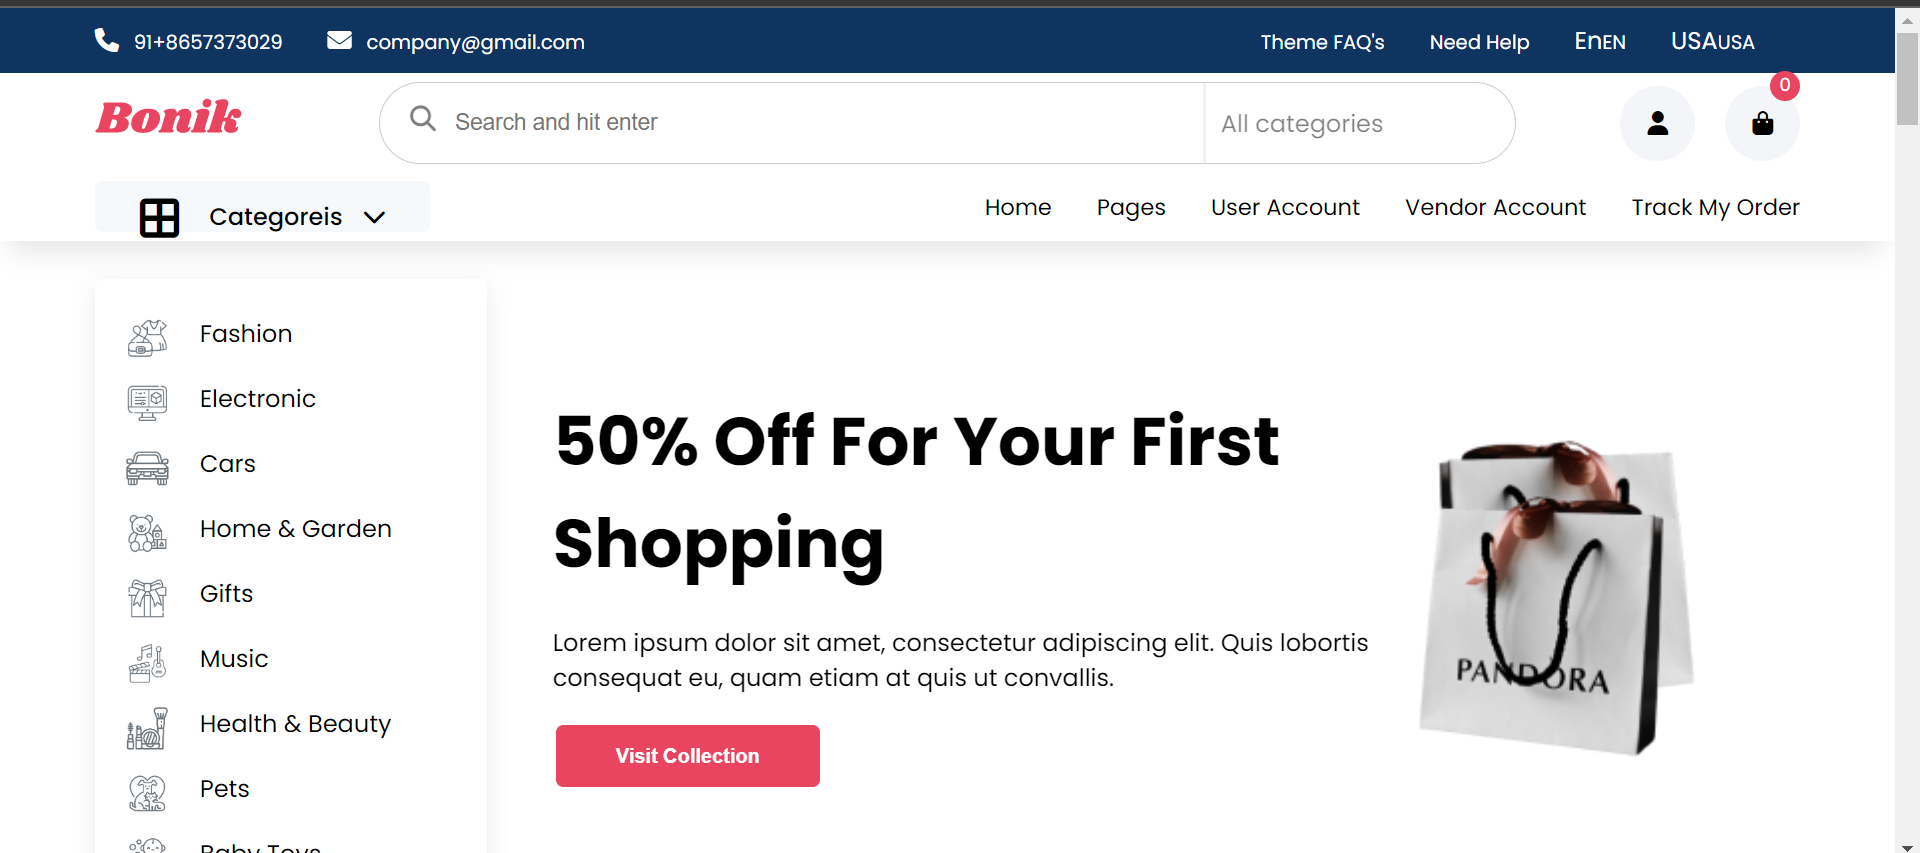 91+8657373029 company@gmail.com Theme FAQ's Need Help EnEN USAUSA
Bonik Search and hit enter All categories 0
Categoreis Home Pages User Account Vendor Account Track My Order
Fashion
Electronic
Cars
Home & Garden
Gifts
Music
Health & Beauty
Pets
Baby Toys
50% Off For Your First
Shopping
Lorem ipsum dolor sit amet, consectetur adipiscing elit. Quis lobortis
consequat eu, quam etiam at quis ut convallis.
Visit Collection
PANDORA